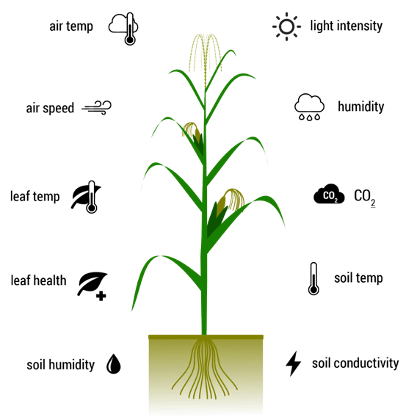 air temp
light intensity
air speed
humidity
leaf temp
CO₂
CO₂
leaf health
soil temp
soil humidity
soil conductivity